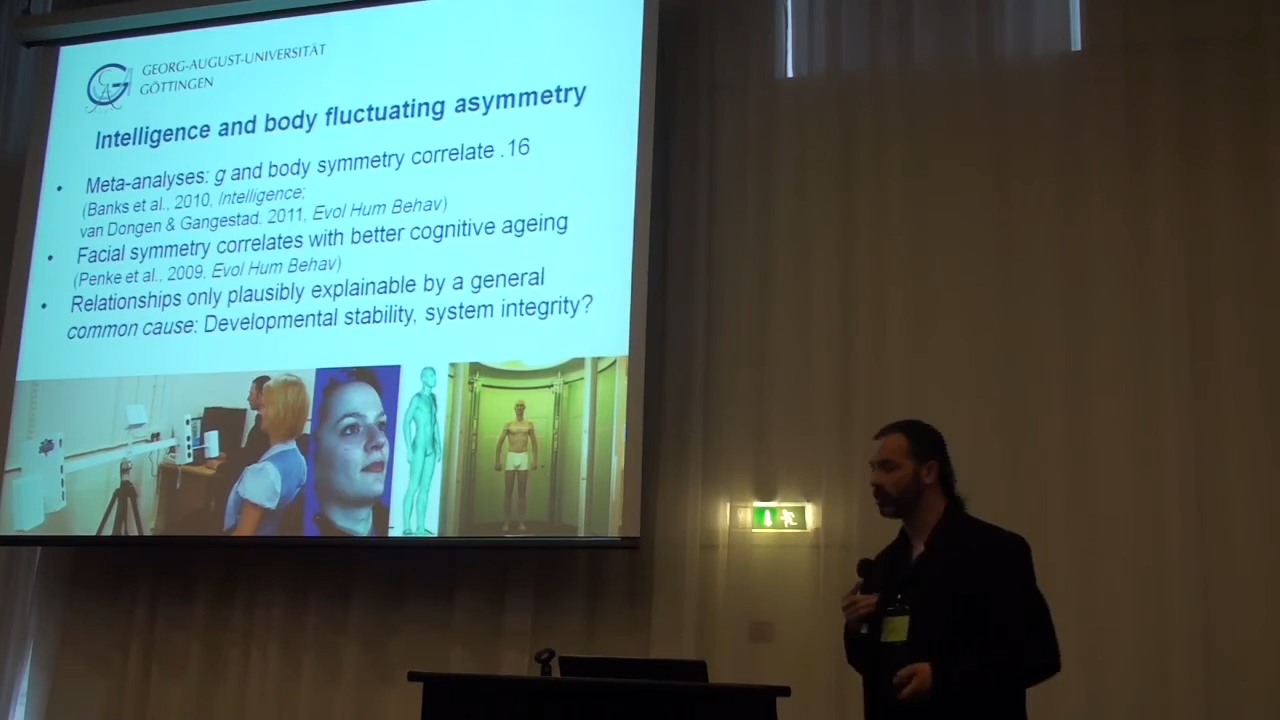 GEORG-AUGUST-UNIVERSITÄT
GÖTTINGEN
Intelligence and body fluctuating asymmetry
• Meta-analyses: g and body symmetry correlate .16
(Banks et al., 2010, Intelligence;
van Dongen & Gangestad. 2011, Evol Hum Behav)
• Facial symmetry correlates with better cognitive ageing
(Penke et al., 2009, Evol Hum Behav)
• Relationships only plausibly explainable by a general
common cause: Developmental stability, system integrity?